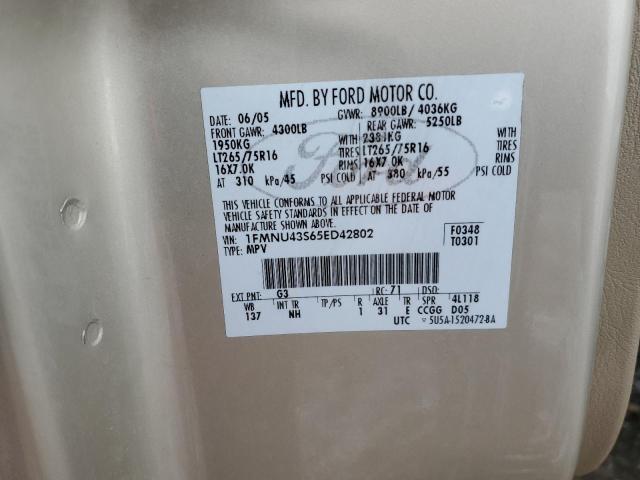 MFD. BY FORD MOTOR CO.
DATE: 06/05 GVWR: 8900LB/ 4036KG
FRONT GAWR: 4300LB REAR GAWR: 5250LB
1950KG WITH 2381KG WITH
LT265/75R16 TIRES LT265/75R16 TIRES
16X7.0K RIMS 16X7.0K RIMS
AT 310 kPa/45 PSI COLD AT 380 kPa/55 PSI COLD
THIS VEHICLE CONFORMS TO ALL APPLICABLE FEDERAL MOTOR
VEHICLE SAFETY STANDARDS IN EFFECT ON THE DATE OF
MANUFACTURE SHOWN ABOVE.
VIN: 1FMNU43S65ED42802 F0348
TYPE: MPV T0301
EXT PNT: G3 RC: 71 DSO:
WB INT TR TP/PS R AXLE TR SPR 4L118
137 NH 1 31 E CCGG D05
UTC 5U5A-1520472-BA
Ford